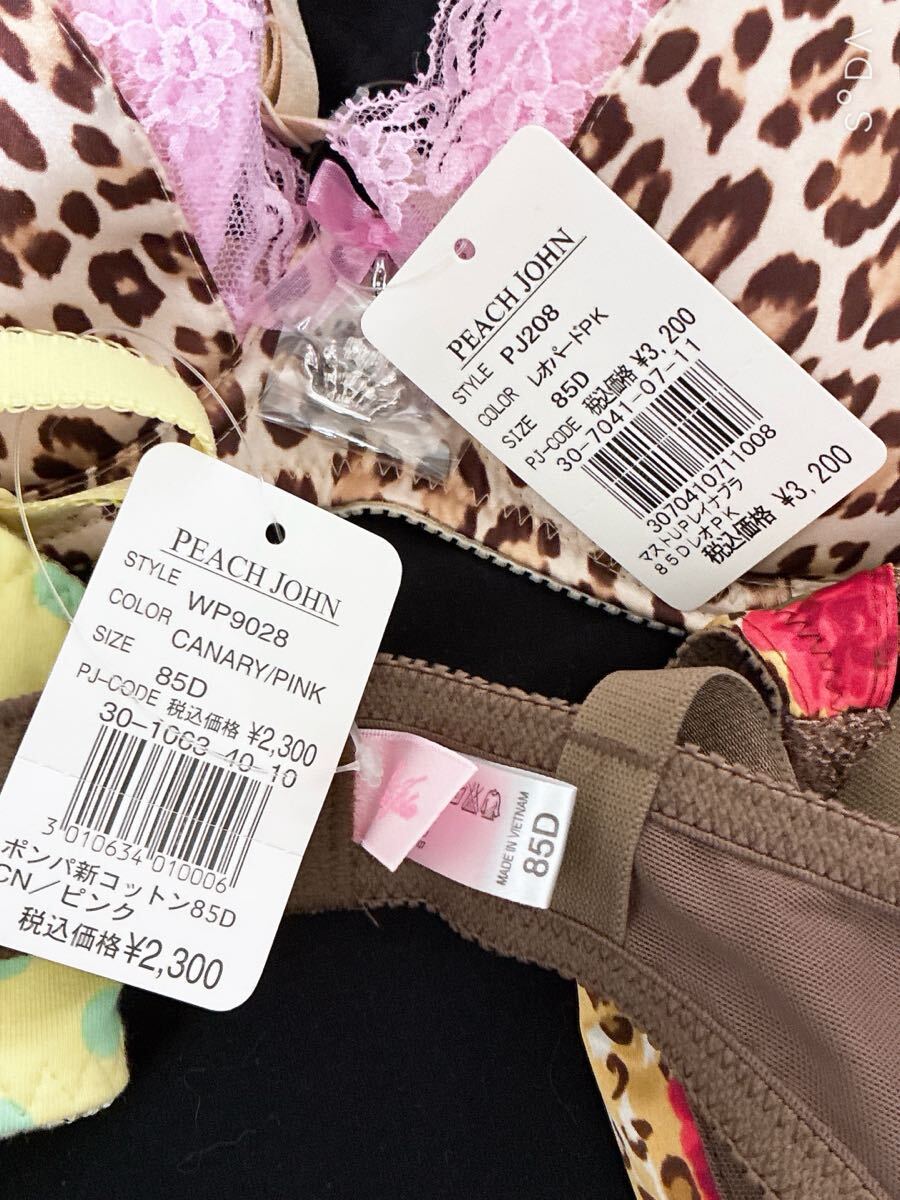 PEACH JOHN
STYLE PJ208
COLOR レオパードPK
SIZE 85D
PJ-CODE 税込価格 ¥3,200
30-7041-07-11
3070410711008
マストUPレイナブラ
85DレオPK
税込価格 ¥3,200
PEACH JOHN
STYLE WP9028
COLOR CANARY/PINK
SIZE 85D
PJ-CODE 税込価格 ¥2,300
30-1063-40-10
3 010634 010006
ポンパ新コットン85D
CN/ピンク
税込価格¥2,300
MADE IN VIETNAM
85D
SODA